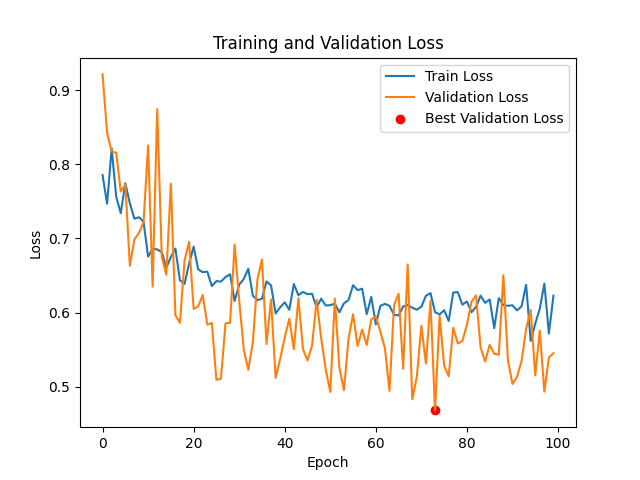 Training and Validation Loss
Train Loss
Validation Loss
Best Validation Loss
Loss
0.9
0.8
0.7
0.6
0.5
0 20 40 60 80 100
Epoch